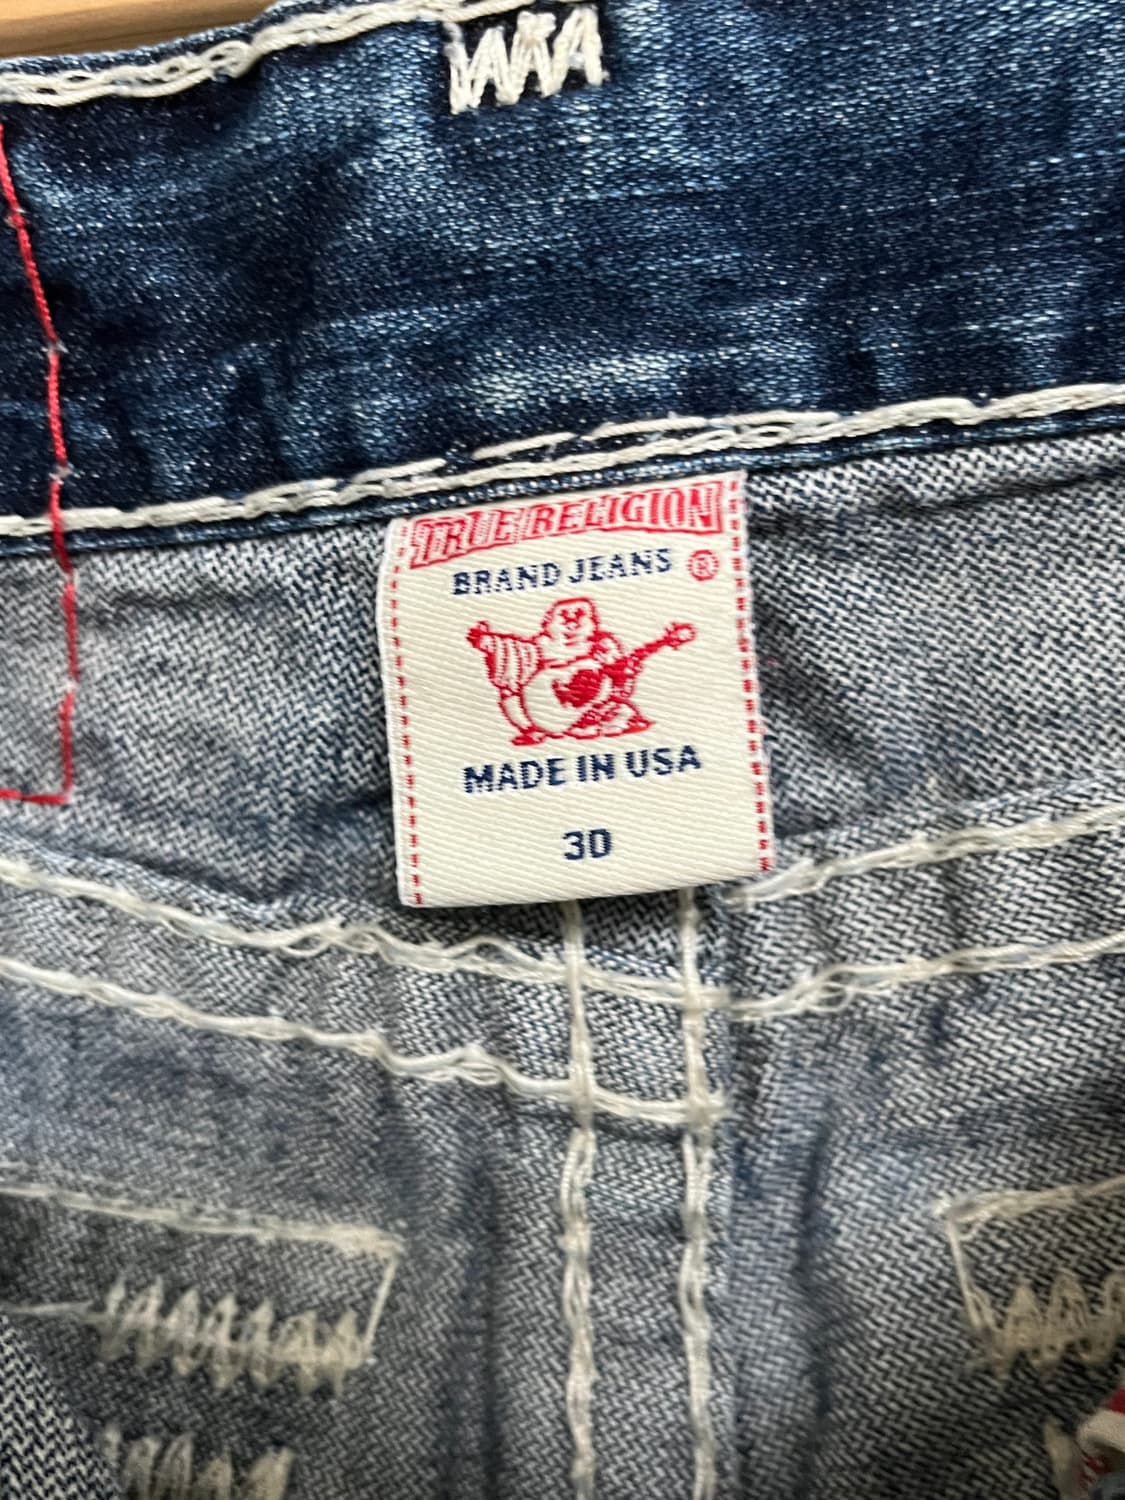 TRUE RELIGION
BRAND JEANS ®
MADE IN USA
30